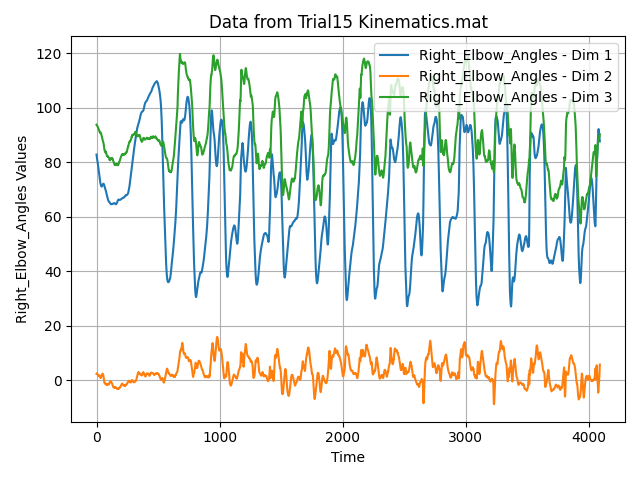 Data from Trial15 Kinematics.mat
Right_Elbow_Angles - Dim 1
Right_Elbow_Angles - Dim 2
Right_Elbow_Angles - Dim 3
Right_Elbow_Angles Values
120
100
80
60
40
20
0
0 1000 2000 3000 4000
Time